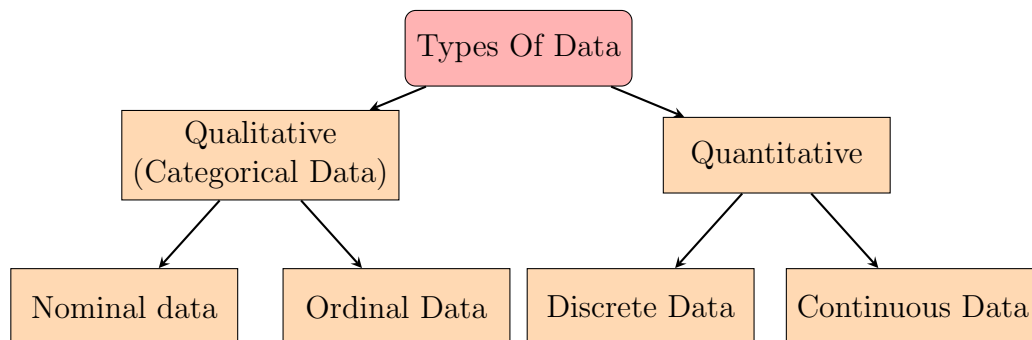 Types Of Data
Qualitative
(Categorical Data)
Quantitative
Nominal data
Ordinal Data
Discrete Data
Continuous Data